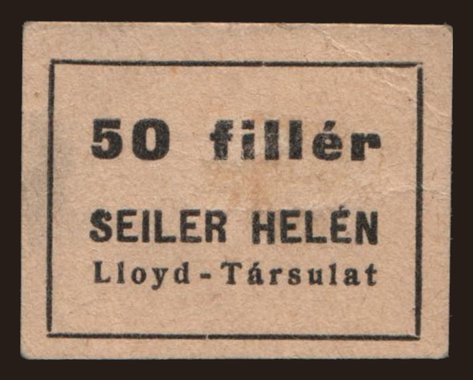 50 fillér
SEILER HELÉN
Lloyd - Társulat